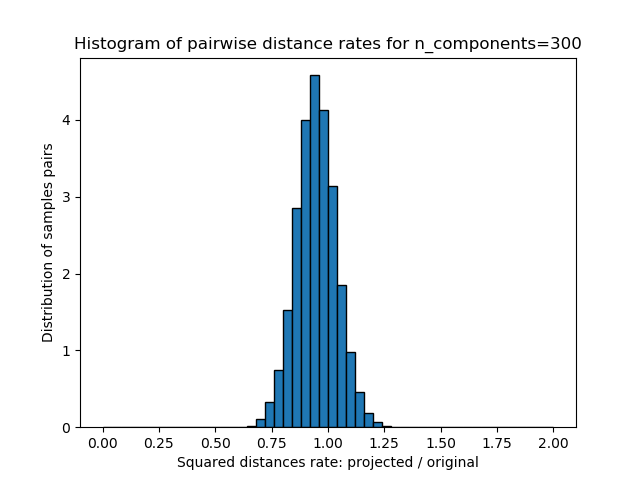 Histogram of pairwise distance rates for n_components=300
Distribution of samples pairs
4
3
2
1
0
0.00 0.25 0.50 0.75 1.00 1.25 1.50 1.75 2.00
Squared distances rate: projected / original